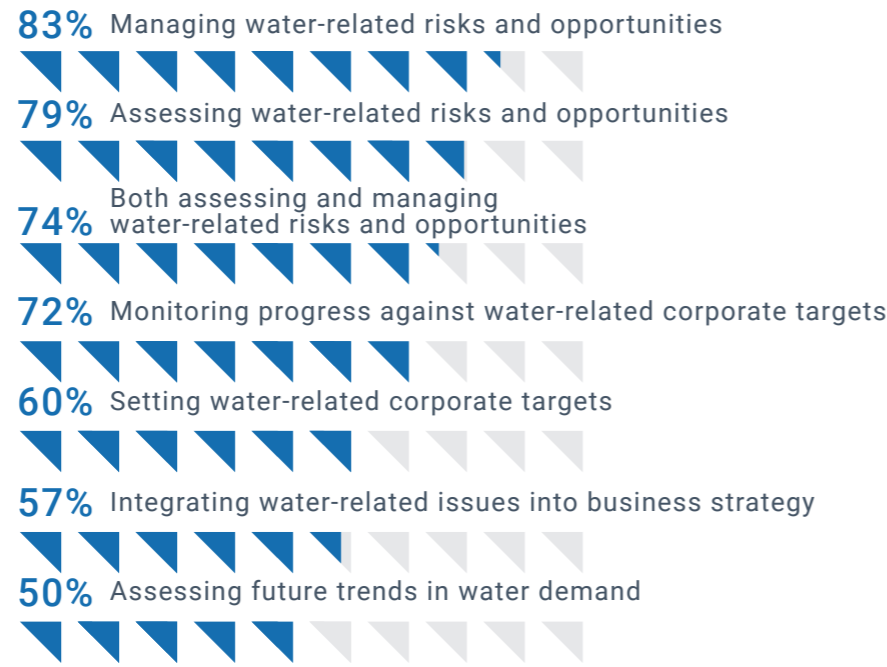 83% Managing water-related risks and opportunities
79% Assessing water-related risks and opportunities
Both assessing and managing
74% water-related risks and opportunities
72% Monitoring progress against water-related corporate targets
60% Setting water-related corporate targets
57% Integrating water-related issues into business strategy
50% Assessing future trends in water demand